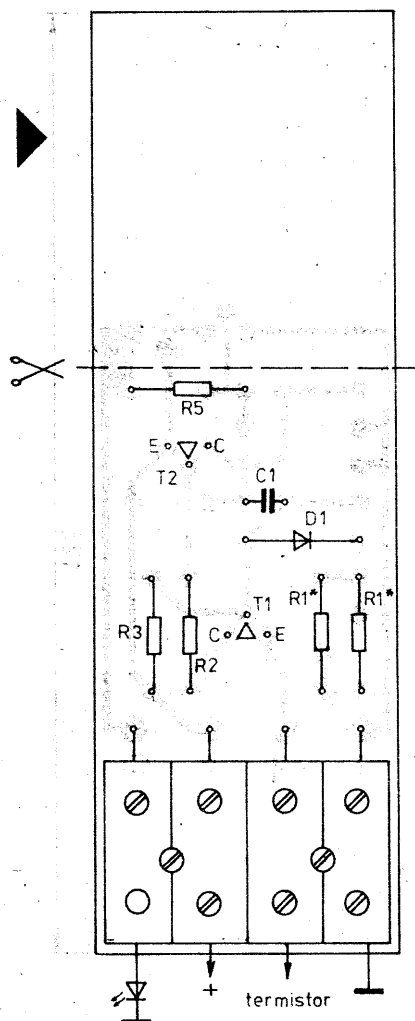 R5
E C
T2
C1
D1
T1
R1* R1*
R3
C E
R2
+
termistor